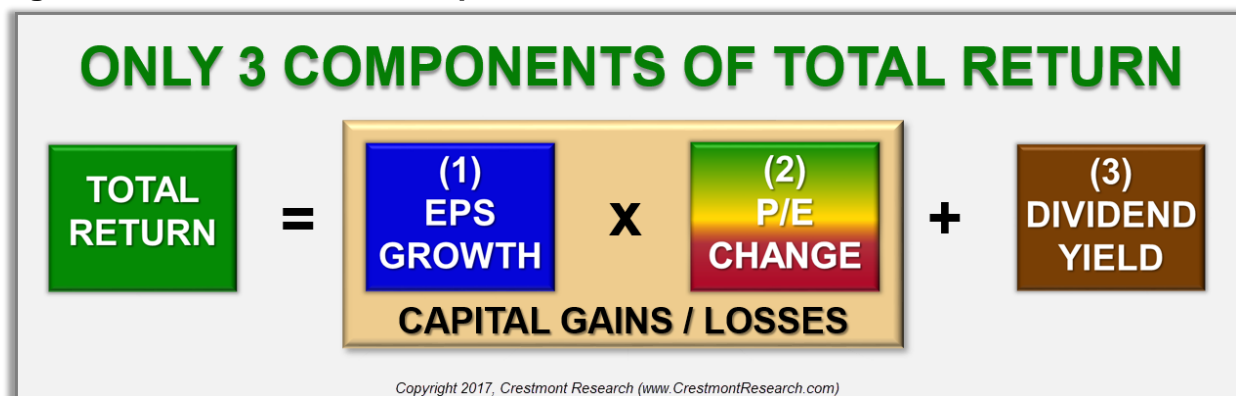 ONLY 3 COMPONENTS OF TOTAL RETURN
TOTAL
RETURN
=
(1)
EPS
GROWTH
x
(2)
P/E
CHANGE
+
(3)
DIVIDEND
YIELD
CAPITAL GAINS / LOSSES
Copyright 2017, Crestmont Research (www.CrestmontResearch.com)